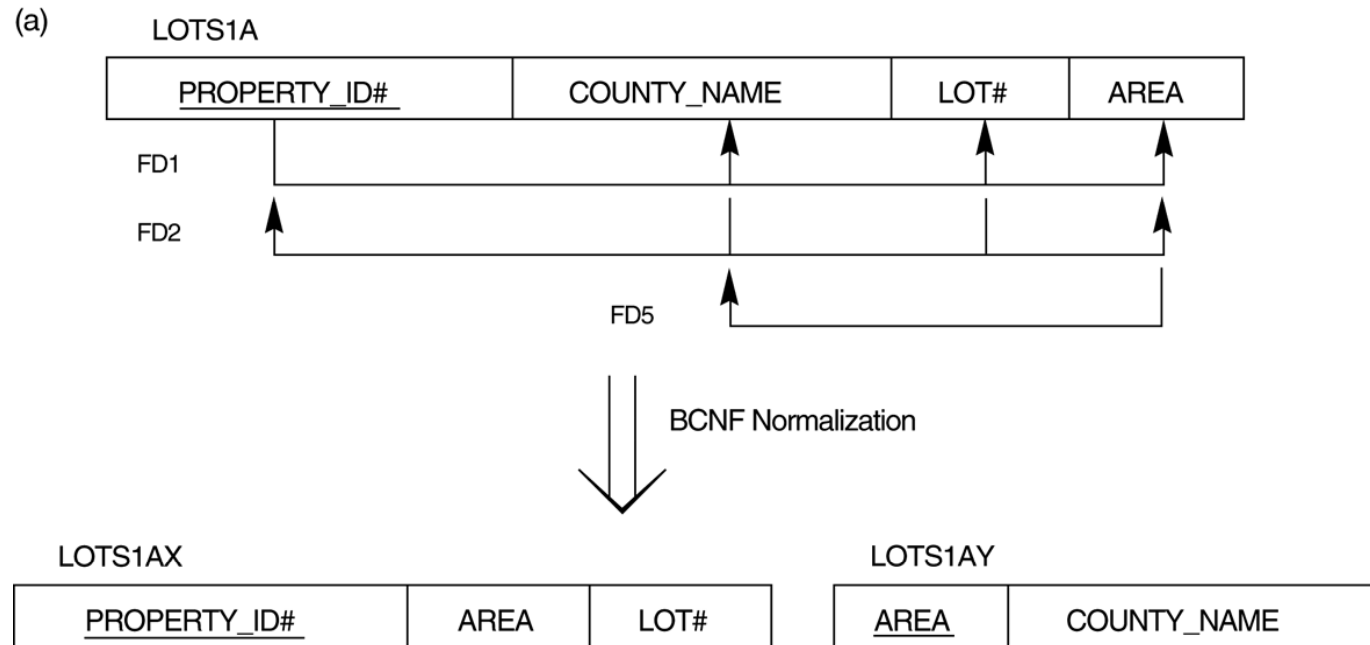 (a)
LOTS1A
PROPERTY_ID# COUNTY_NAME LOT# AREA
FD1
FD2
FD5
BCNF Normalization
LOTS1AX LOTS1AY
PROPERTY_ID# AREA LOT# AREA COUNTY_NAME